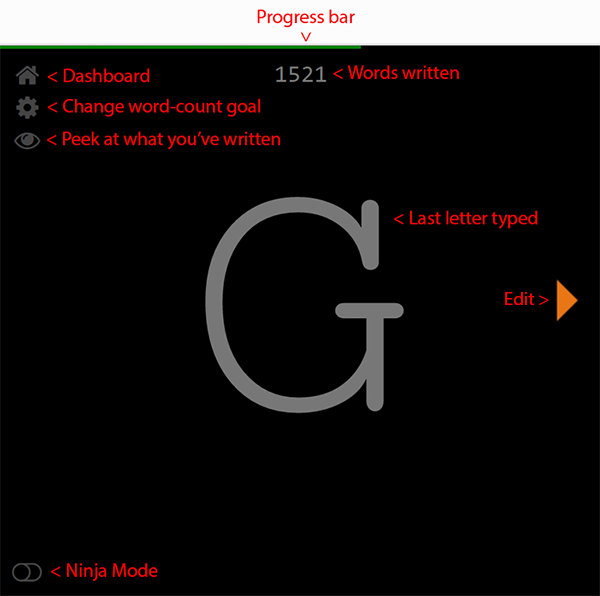 Progress bar
˅
< Dashboard
1521 < Words written
< Change word-count goal
< Peek at what you’ve written
< Last letter typed
G
Edit >
< Ninja Mode